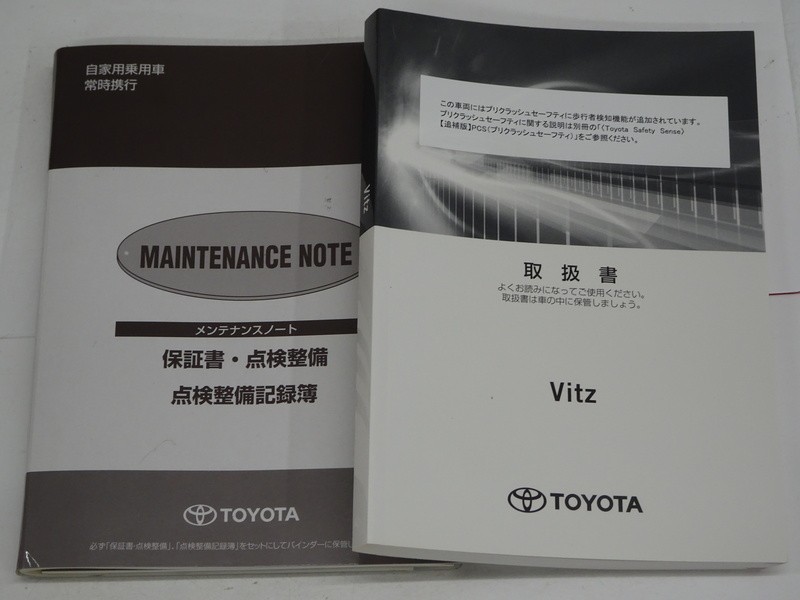 自家用乗用車
常時携行
MAINTENANCE NOTE
メンテナンスノート
保証書・点検整備
点検整備記録簿
TOYOTA
必ず「保証書・点検整備」、「点検整備記録簿」をセットにしてバインダーに保管し
Vitz
この車両にはプリクラッシュセーフティに歩行者検知機能が追加されています。
プリクラッシュセーフティに関する説明は別冊の「〈Toyota Safety Sense〉
【追補版】PCS(プリクラッシュセーフティ)」をご参照ください。
取扱書
よくお読みになってご使用ください。
取扱書は車の中に保管しましょう。
Vitz
TOYOTA